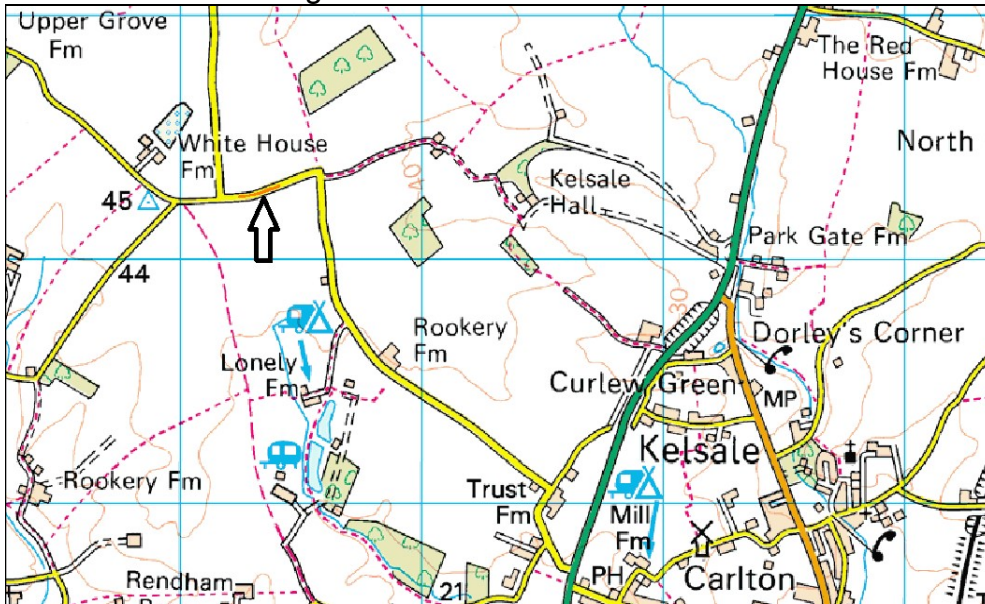 Upper Grove
Fm
The Red
House Fm
White House
Fm
North
40
Kelsale
Hall
45
Park Gate Fm
44
30
Rookery
Fm
Dorley's Corner
Lonely
Fm
Curlew Green
MP
Kelsale
Rookery Fm
Trust
Fm
Mill
Fm
PH
Carlton
Rendham
21